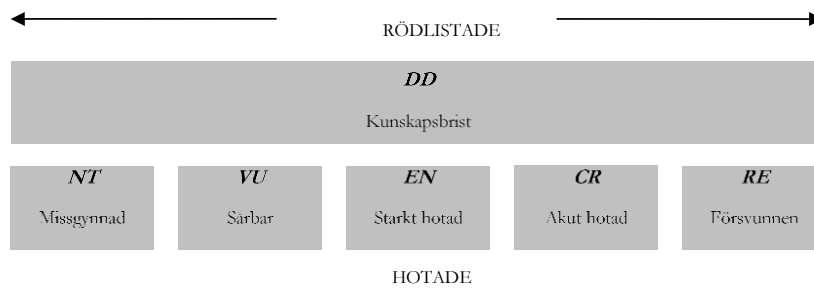 RÖDLISTADE
DD
Kunskapsbrist
NT VU EN CR RE
Missgynnad Sårbar Starkt hotad Akut hotad Försvunnen
HOTADE